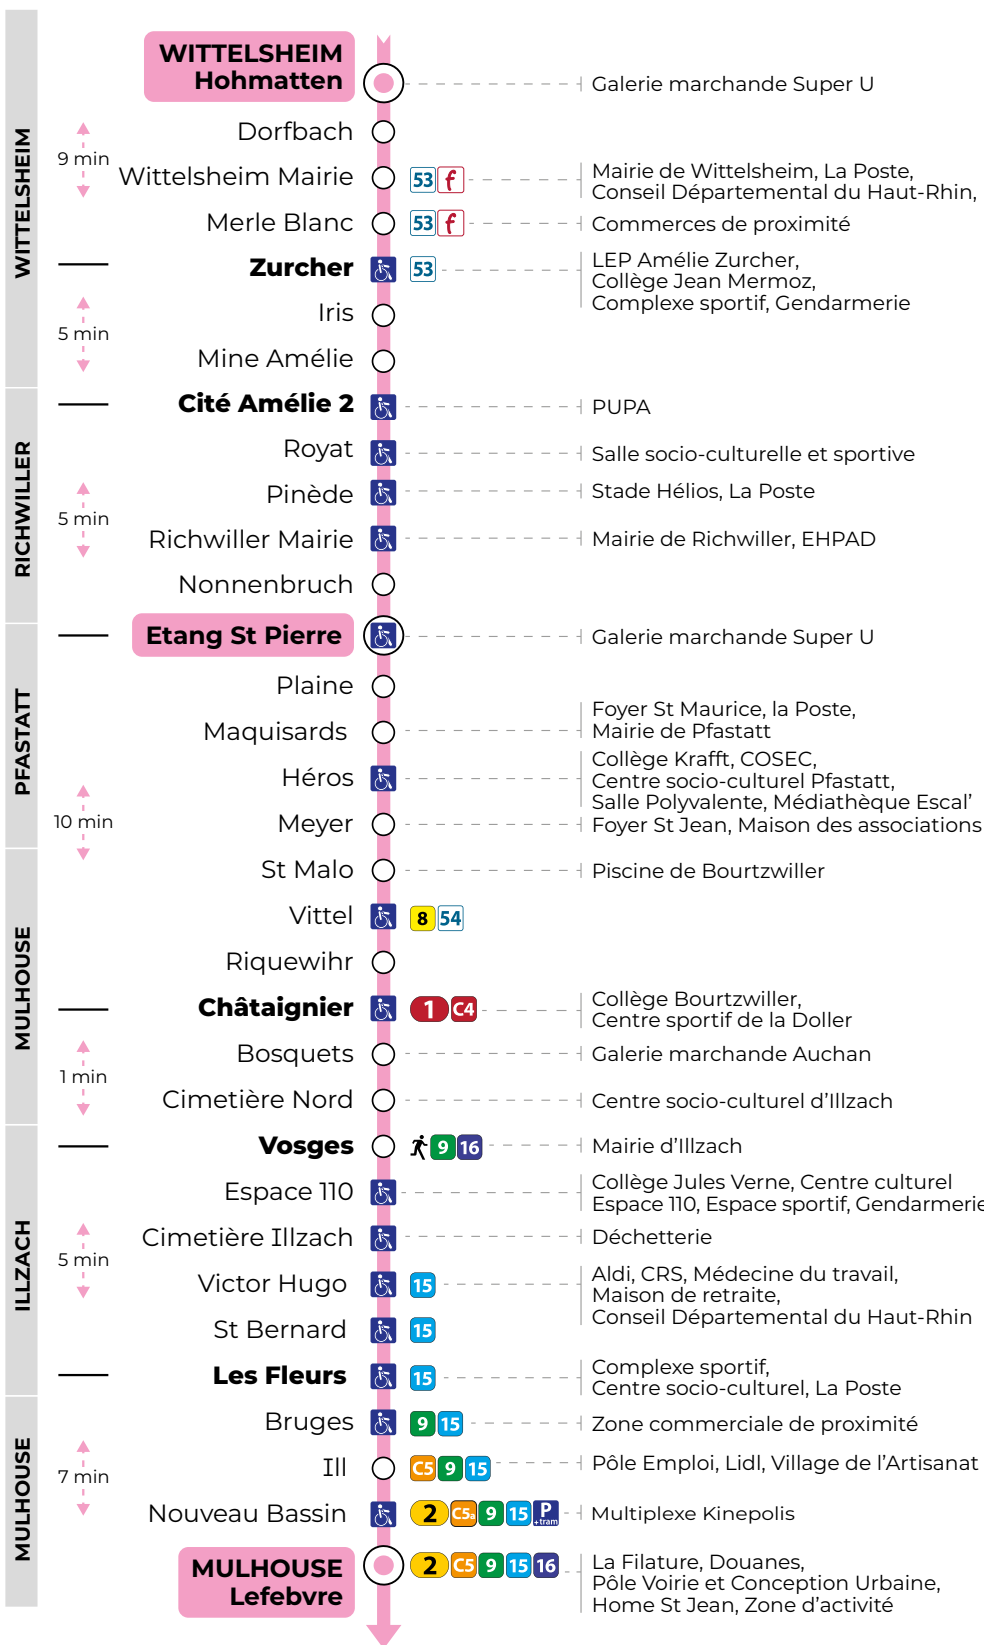 WITTELSHEIM
WITTELSHEIM
Hohmatten
Galerie marchande Super U
Dorfbach
9 min
Wittelsheim Mairie
53 f
Mairie de Wittelsheim, La Poste,
Conseil Départemental du Haut-Rhin,
Merle Blanc
53 f
Commerces de proximité
Zurcher
53
LEP Amélie Zurcher,
Collège Jean Mermoz,
Complexe sportif, Gendarmerie
Iris
5 min
Mine Amélie
RICHWILLER
Cité Amélie 2
PUPA
Royat
Salle socio-culturelle et sportive
Pinède
Stade Hélios, La Poste
5 min
Richwiller Mairie
Mairie de Richwiller, EHPAD
Nonnenbruch
PFASTATT
Etang St Pierre
Galerie marchande Super U
Plaine
Maquisards
Foyer St Maurice, la Poste,
Mairie de Pfastatt
Héros
Collège Krafft, COSEC,
Centre socio-culturel Pfastatt,
Salle Polyvalente, Médiathèque Escal’
10 min
Meyer
Foyer St Jean, Maison des associations
MULHOUSE
St Malo
Piscine de Bourtzwiller
Vittel
8 54
Riquewihr
Châtaignier
1 C4
Collège Bourtzwiller,
Centre sportif de la Doller
Bosquets
Galerie marchande Auchan
1 min
Cimetière Nord
Centre socio-culturel d’Illzach
ILLZACH
Vosges
9 16
Mairie d’Illzach
Espace 110
Collège Jules Verne, Centre culturel
Espace 110, Espace sportif, Gendarmerie
Cimetière Illzach
Déchetterie
5 min
Victor Hugo
15
Aldi, CRS, Médecine du travail,
Maison de retraite,
Conseil Départemental du Haut-Rhin
St Bernard
15
Les Fleurs
15
Complexe sportif,
Centre socio-culturel, La Poste
MULHOUSE
Bruges
9 15
Zone commerciale de proximité
7 min
Ill
C5 9 15
Pôle Emploi, Lidl, Village de l’Artisanat
Nouveau Bassin
2 C5a 9 15 P +tram
Multiplexe Kinepolis
MULHOUSE
Lefebvre
2 C5 9 15 16
La Filature, Douanes,
Pôle Voirie et Conception Urbaine,
Home St Jean, Zone d’activité